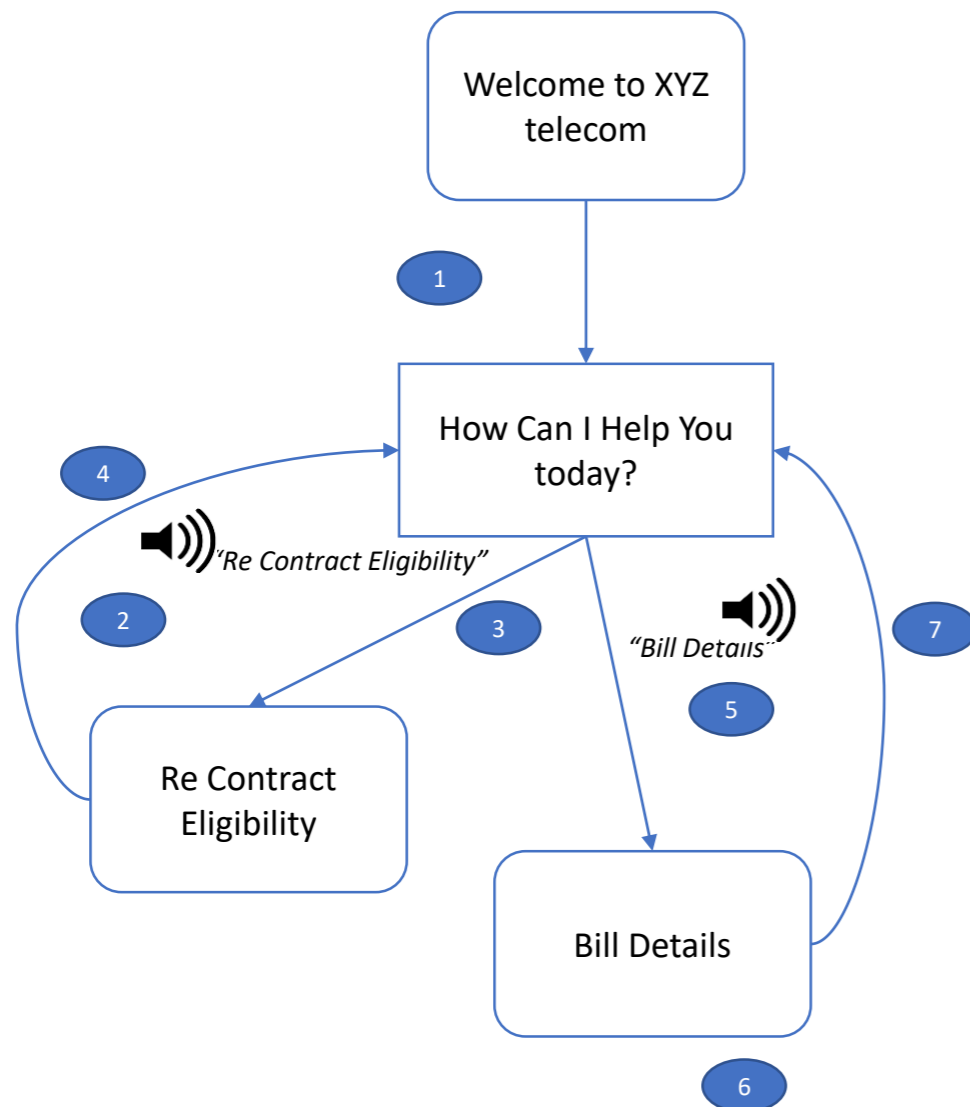 Welcome to XYZ
telecom
1
How Can I Help You
today?
4
"Re Contract Eligibility"
2
3
7
"Bill Details"
5
Re Contract
Eligibility
Bill Details
6